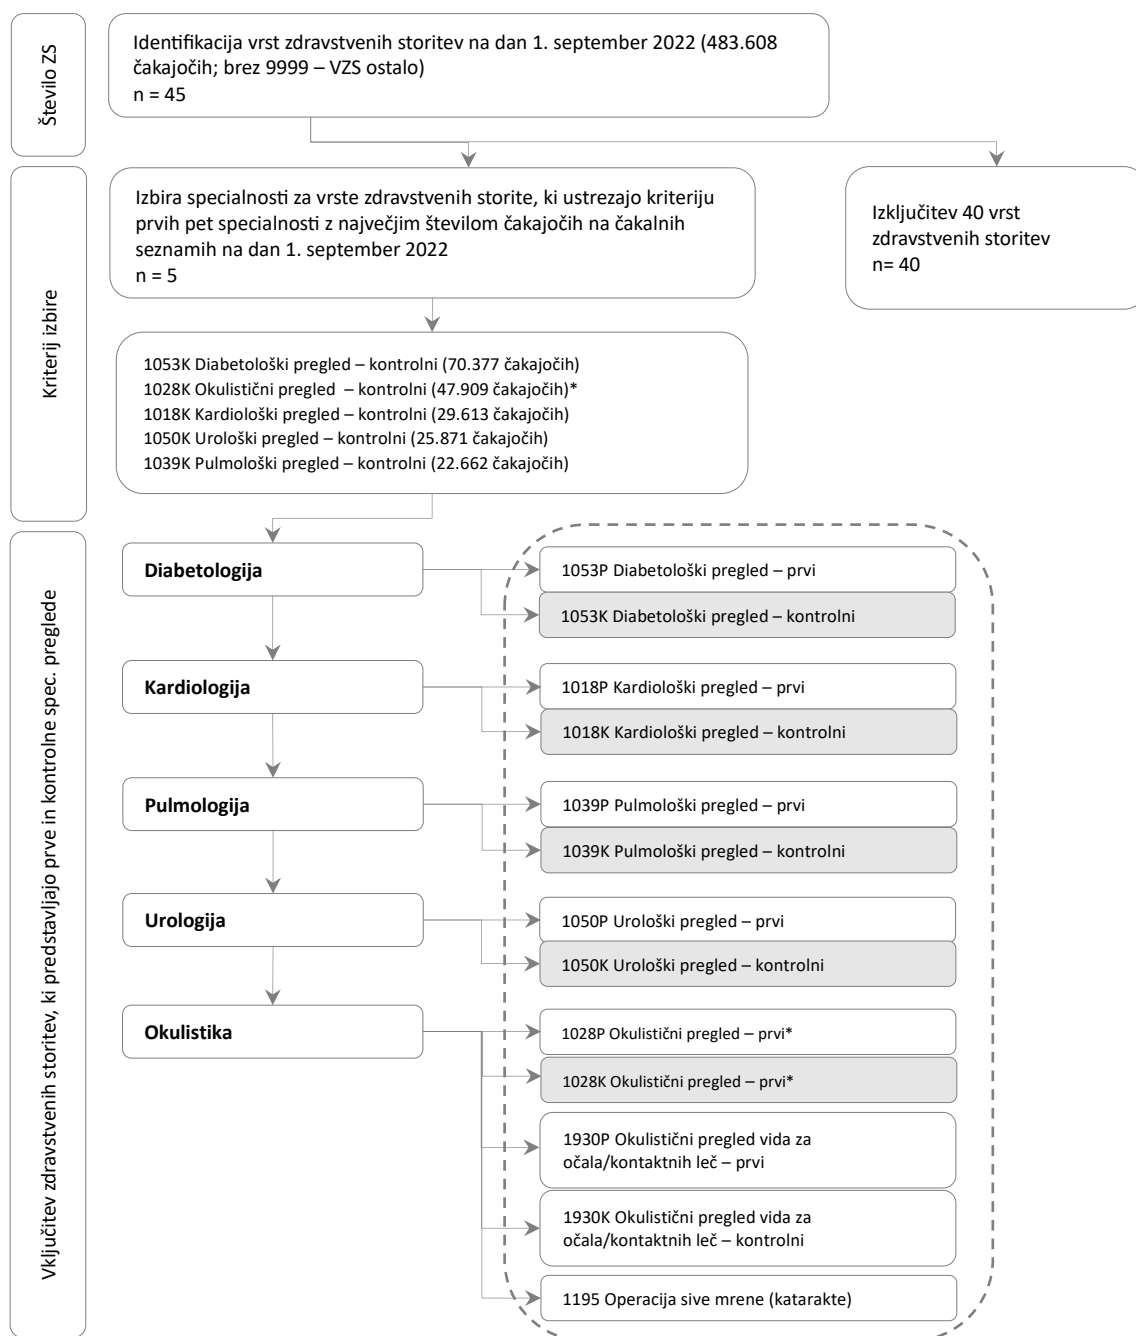 Število ZS
Identifikacija vrst zdravstvenih storitev na dan 1. september 2022 (483.608
čakajočih; brez 9999 – VZS ostalo)
n = 45
Kriterij izbire
Izbira specialnosti za vrste zdravstvenih storite, ki ustrezajo kriteriju
prvih pet specialnosti z največjim številom čakajočih na čakalnih
seznamih na dan 1. september 2022
n = 5
Izključitev 40 vrst
zdravstvenih storitev
n= 40
1053K Diabetološki pregled – kontrolni (70.377 čakajočih)
1028K Okulistični pregled – kontrolni (47.909 čakajočih)*
1018K Kardiološki pregled – kontrolni (29.613 čakajočih)
1050K Urološki pregled – kontrolni (25.871 čakajočih)
1039K Pulmološki pregled – kontrolni (22.662 čakajočih)
Vključitev zdravstvenih storitev, ki predstavljajo prve in kontrolne spec. preglede
Diabetologija
1053P Diabetološki pregled – prvi
1053K Diabetološki pregled – kontrolni
Kardiologija
1018P Kardiološki pregled – prvi
1018K Kardiološki pregled – kontrolni
Pulmologija
1039P Pulmološki pregled – prvi
1039K Pulmološki pregled – kontrolni
Urologija
1050P Urološki pregled – prvi
1050K Urološki pregled – kontrolni
Okulistika
1028P Okulistični pregled – prvi*
1028K Okulistični pregled – prvi*
1930P Okulistični pregled vida za
očala/kontaktnih leč – prvi
1930K Okulistični pregled vida za
očala/kontaktnih leč – kontrolni
1195 Operacija sive mrene (katarakte)